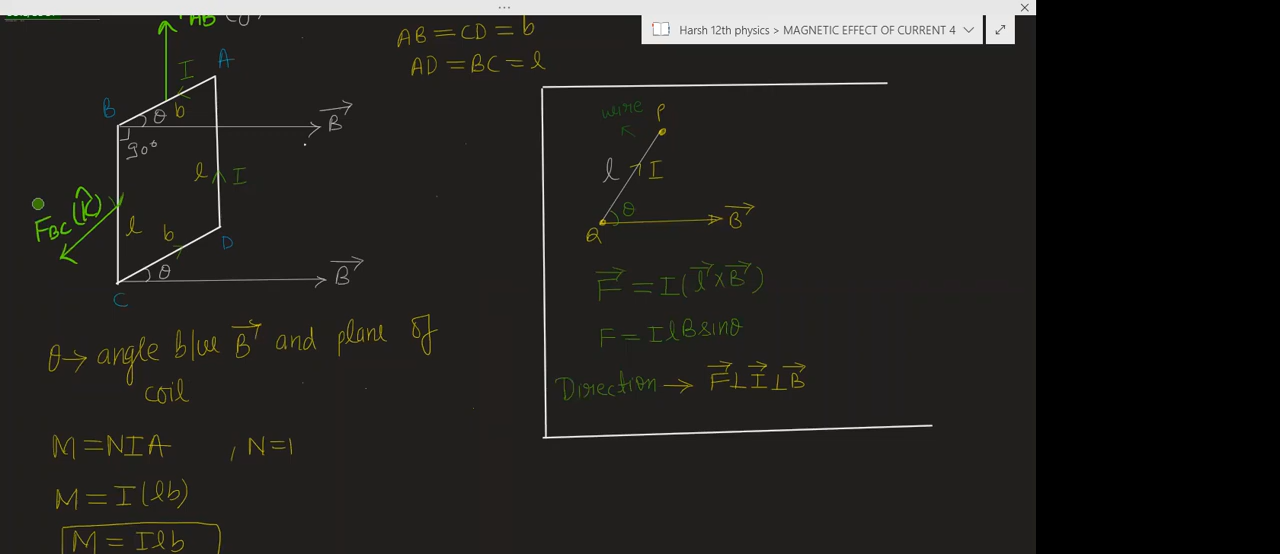 Harsh 12th physics > MAGNETIC EFFECT OF CURRENT 4
AB = CD = b
AD = BC = l
I
A
B
θ
b
90°
B⃗
l
I
F_BC (k̂)
l
b
D
θ
B⃗
C
θ → angle b/w B⃗ and plane of
coil
M = NIA , N = 1
M = I(lb)
M = Ilb
wire
P
l
I
θ
Q
B⃗
F⃗ = I(l⃗ × B⃗)
F = IlBsinθ
Direction → F⃗ ⊥ I⃗ ⊥ B⃗